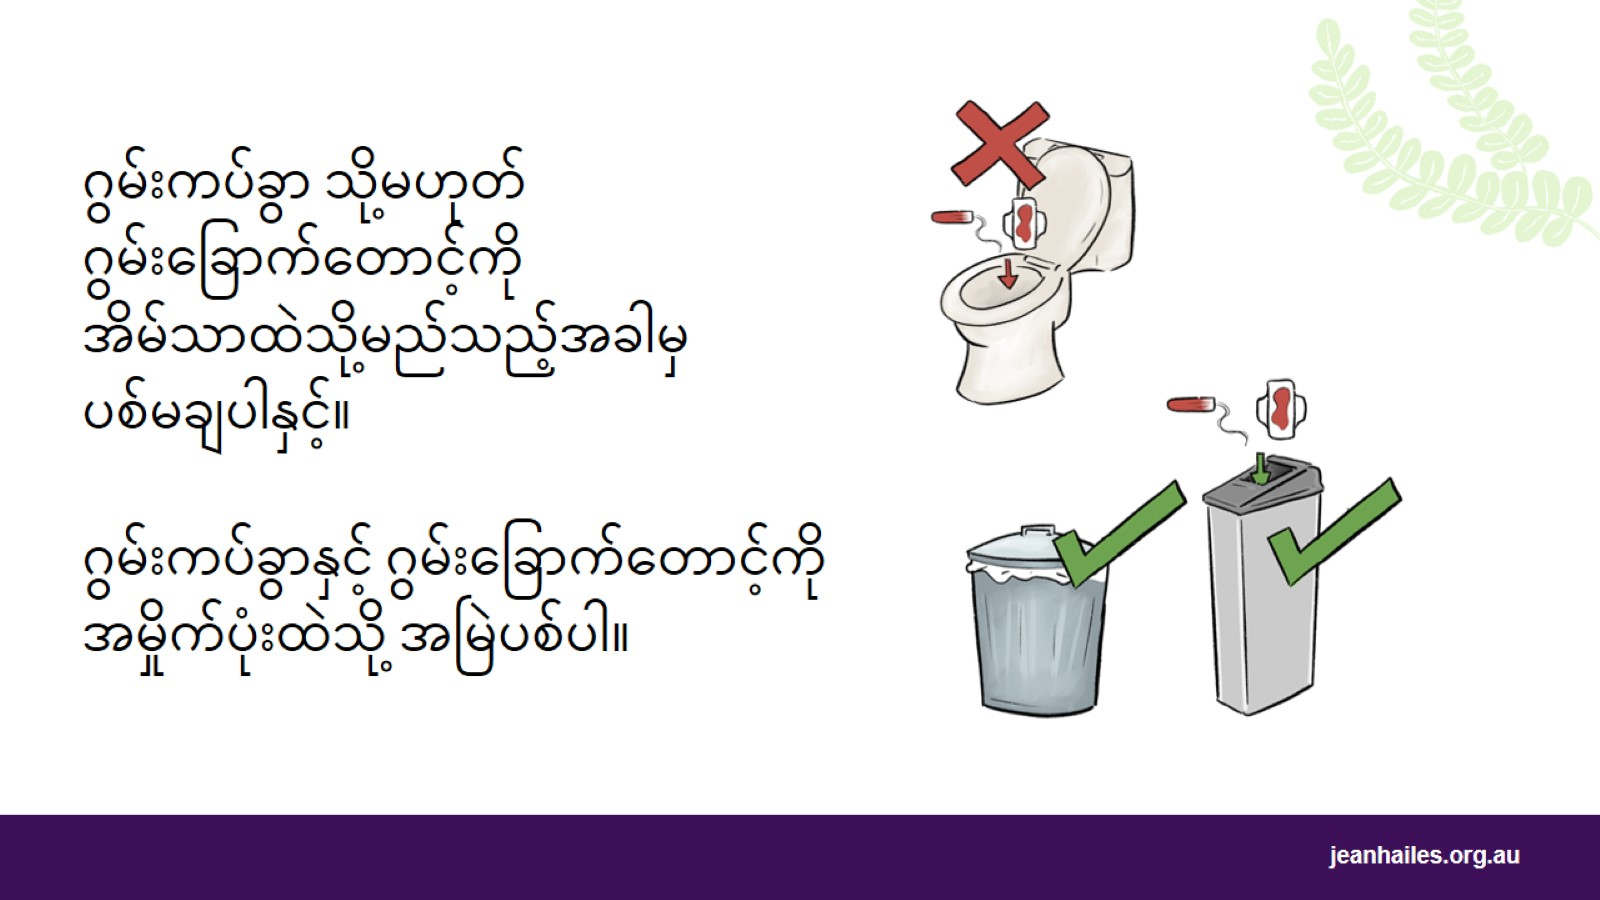 ဂွမ်းကပ်ခွာ သို့မဟုတ်
ဂွမ်းခြောက်တောင့်ကို
အိမ်သာထဲသို့မည်သည့်အခါမှ
ပစ်မချပါနှင့်။
ဂွမ်းကပ်ခွာနှင့် ဂွမ်းခြောက်တောင့်ကို
အမှိုက်ပုံးထဲသို့ အမြဲပစ်ပါ။
jeanhailes.org.au